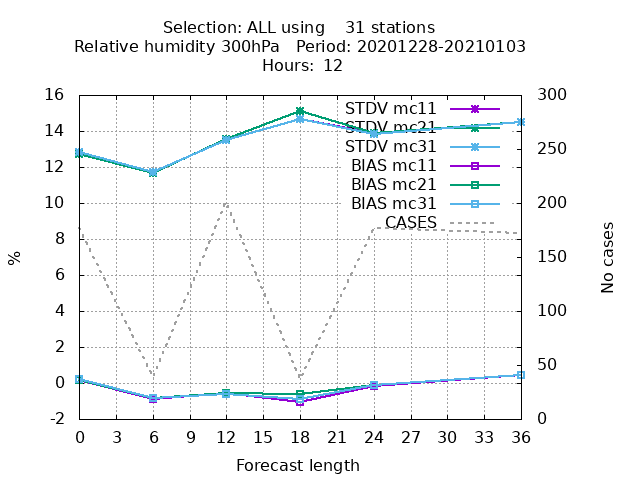 Selection: ALL using    31 stations
Relative humidity 300hPa   Period: 20201228-20210103
Hours:  12
16 300
STDV mc11
14 STDV mc21
STDV mc31 250
12 BIAS mc11
BIAS mc21
10 BIAS mc31 200
CASES
8
% 6 150 No cases
4 100
2
50
0
-2 0
0 3 6 9 12 15 18 21 24 27 30 33 36
Forecast length